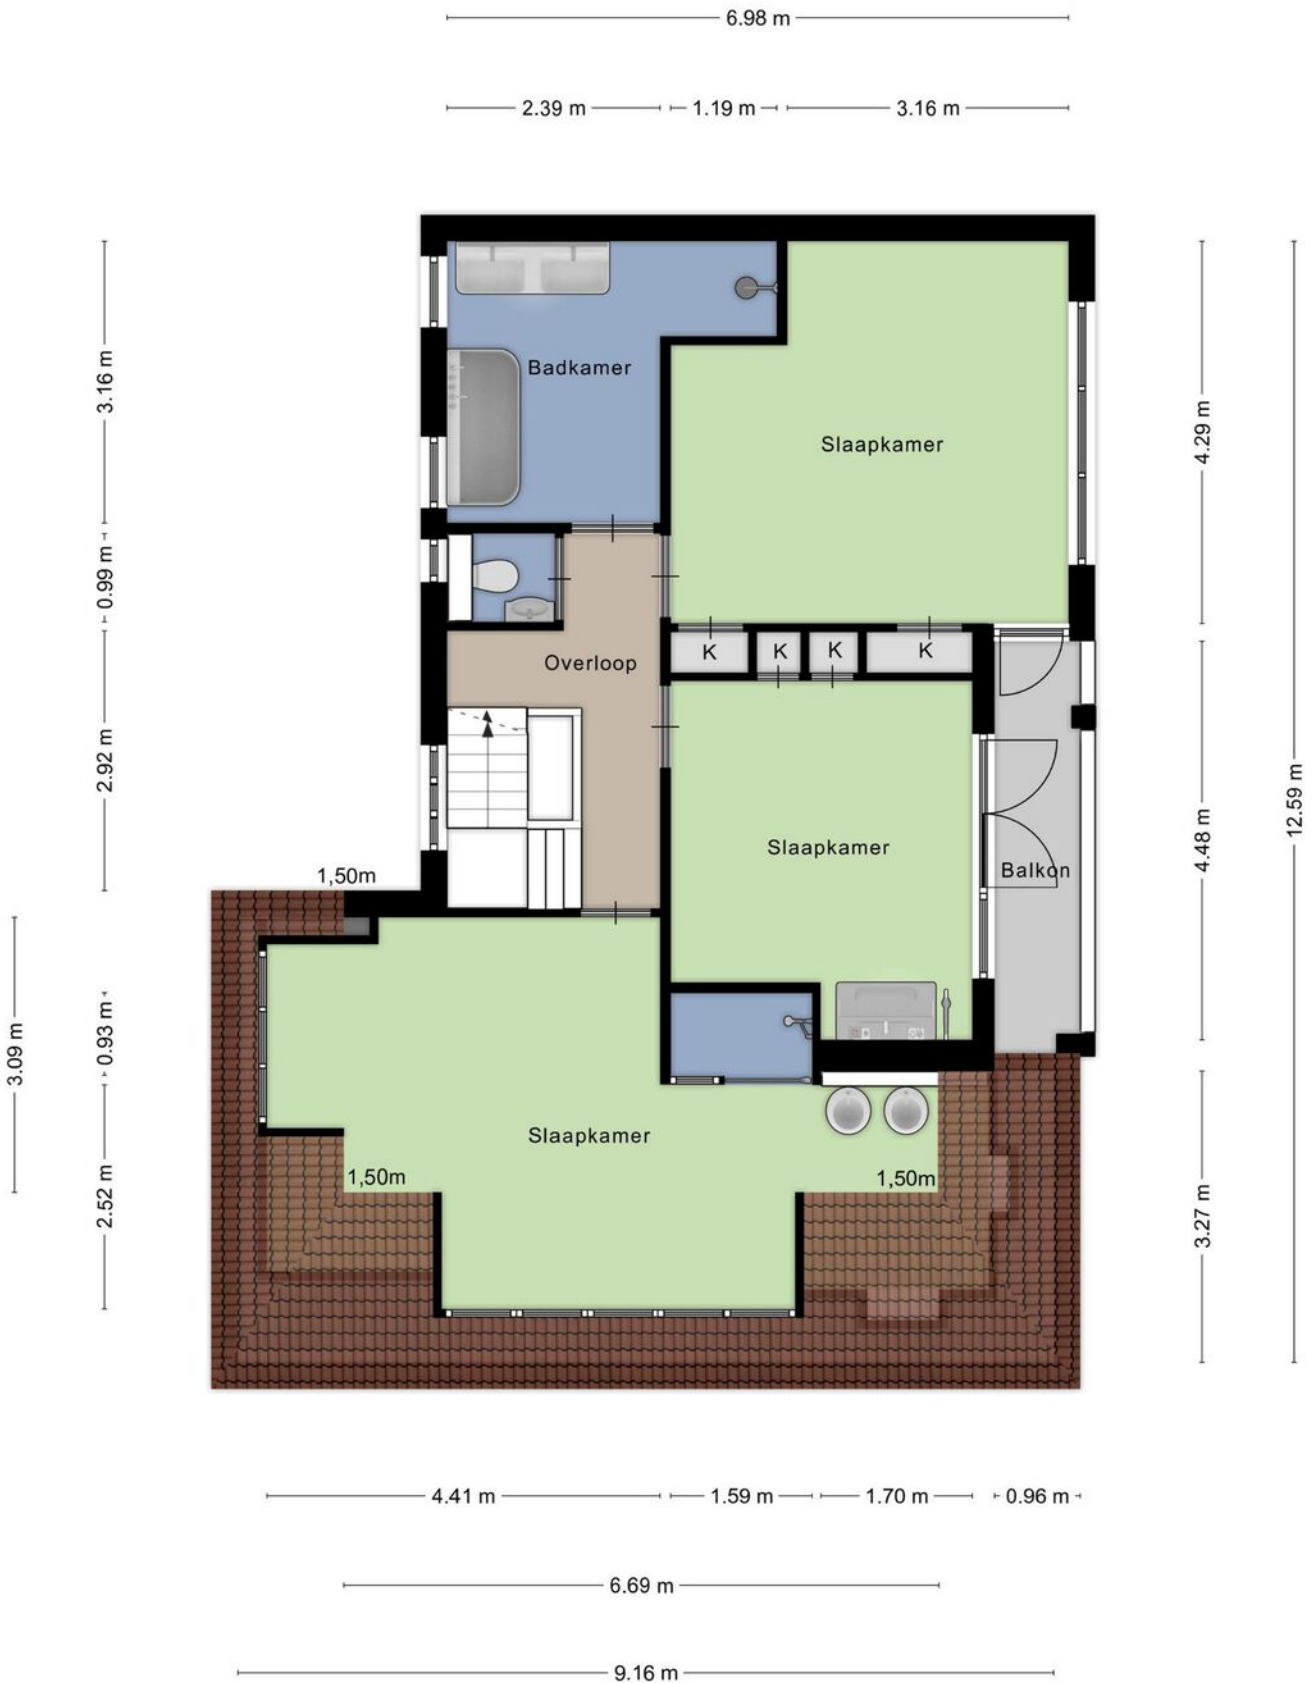 6.98 m
2.39 m
1.19 m
3.16 m
3.16 m
Badkamer
Slaapkamer
4.29 m
0.99 m
Overloop
K
K
K
K
2.92 m
12.59 m
4.48 m
Slaapkamer
Balkon
1,50m
3.09 m
0.93 m
Slaapkamer
1,50m
1,50m
2.52 m
3.27 m
4.41 m
1.59 m
1.70 m
0.96 m
6.69 m
9.16 m